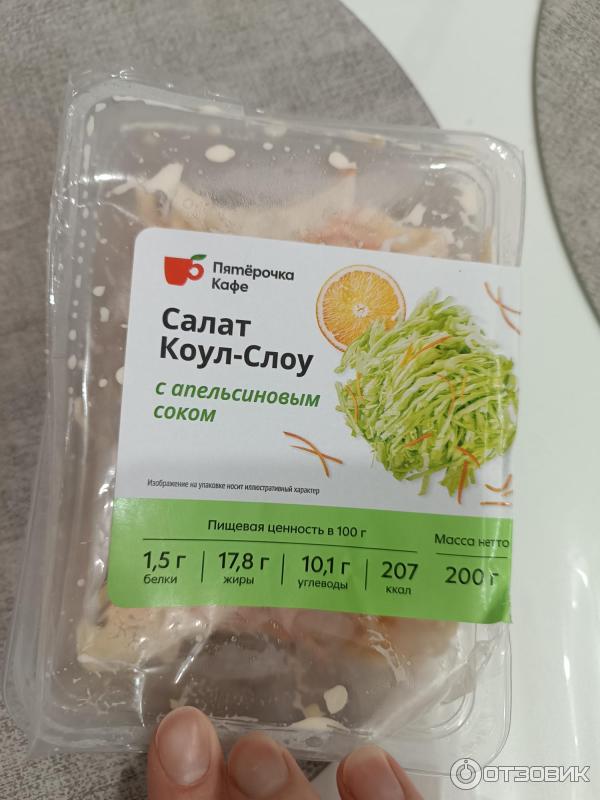 Пятёрочка
Кафе
Салат
Коул-Слоу
с апельсиновым
соком
Изображение на упаковке носит иллюстративный характер
Пищевая ценность в 100 г
1,5 г
белки
17,8 г
жиры
10,1 г
углеводы
207
ккал
Масса нетто
200 г
ОТЗОВИК